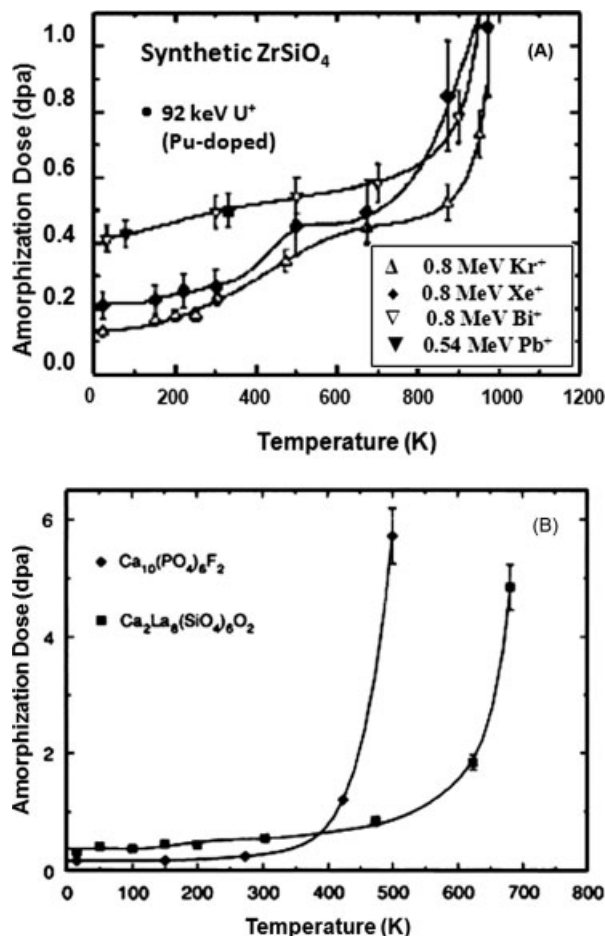 1.0
0.8
0.6
0.4
0.2
0.0
Amorphization Dose (dpa)
Synthetic ZrSiO₄
(A)
● 92 keV U⁺
(Pu-doped)
△ 0.8 MeV Kr⁺
◆ 0.8 MeV Xe⁺
▽ 0.8 MeV Bi⁺
▼ 0.54 MeV Pb⁺
0 200 400 600 800 1000 1200
Temperature (K)
6
4
2
0
Amorphization Dose (dpa)
(B)
◆ Ca₁₀(PO₄)₆F₂
■ Ca₂La₈(SiO₄)₆O₂
0 100 200 300 400 500 600 700 800
Temperature (K)